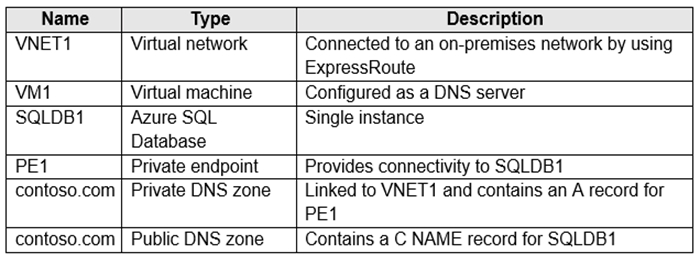 Name Type Description
VNET1 Virtual network Connected to an on-premises network by using
ExpressRoute
VM1 Virtual machine Configured as a DNS server
SQLDB1 Azure SQL Single instance
Database
PE1 Private endpoint Provides connectivity to SQLDB1
contoso.com Private DNS zone Linked to VNET1 and contains an A record for
PE1
contoso.com Public DNS zone Contains a C NAME record for SQLDB1